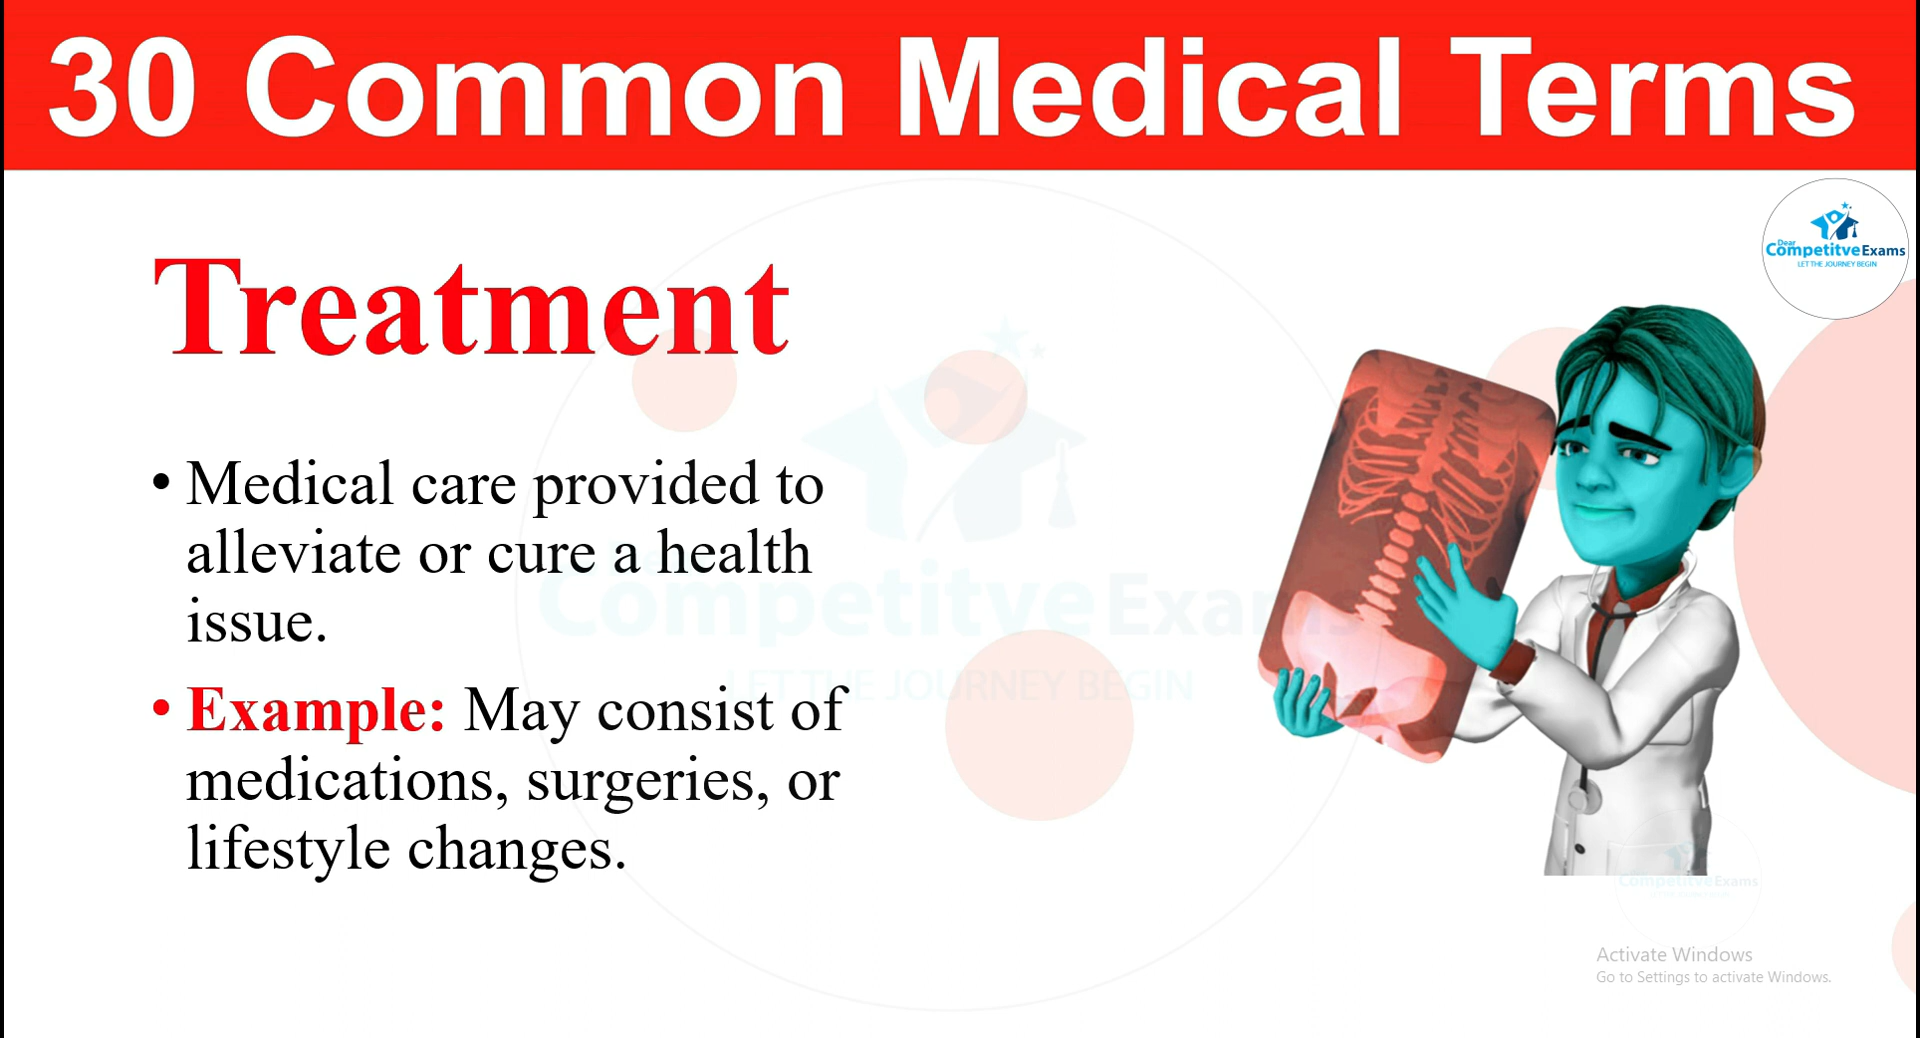 30 Common Medical Terms
Dear
CompetitveExams
LET THE JOURNEY BEGIN
Treatment
• Medical care provided to
alleviate or cure a health
issue.
• Example: May consist of
medications, surgeries, or
lifestyle changes.
CompetitveExams
LET THE JOURNEY BEGIN
CompetitveExams
Activate Windows
Go to Settings to activate Windows.